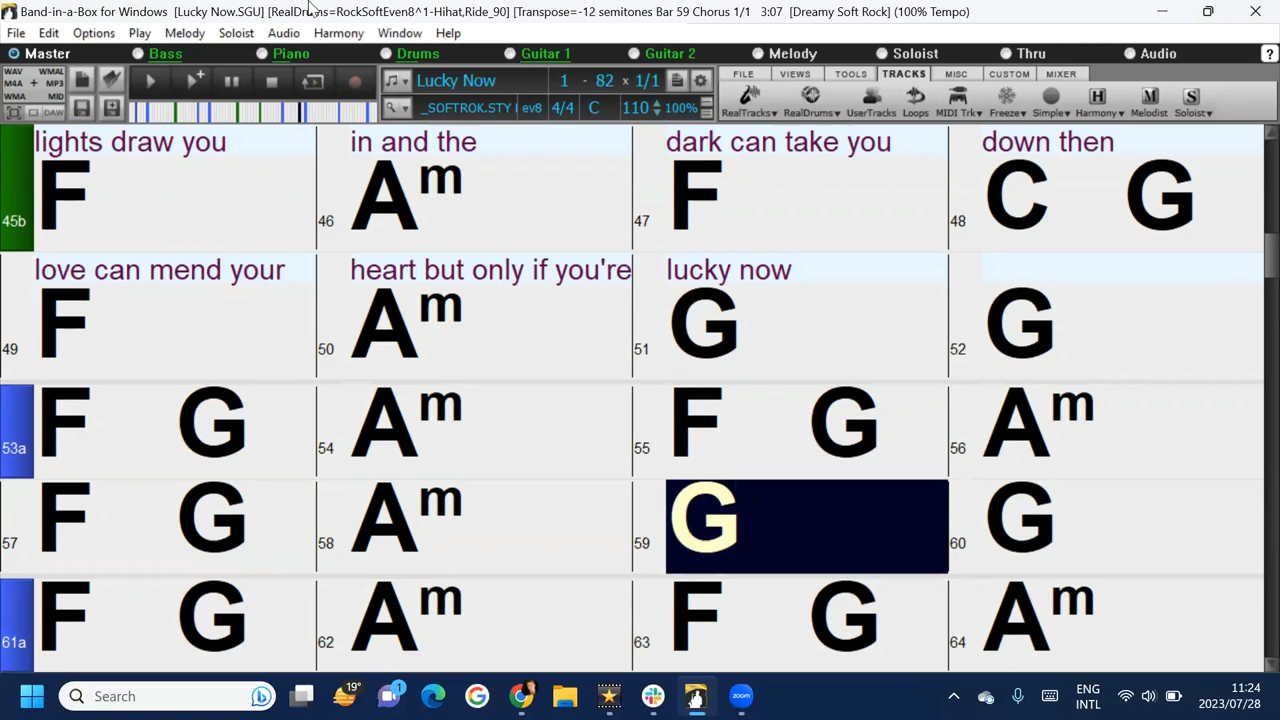 Band-in-a-Box for Windows [Lucky Now.SGU] [RealDrums=RockSoftEven8^1-Hihat,Ride_90] [Transpose=-12 semitones Bar 59 Chorus 1/1 3:07 [Dreamy Soft Rock] (100% Tempo)
File Edit Options Play Melody Soloist Audio Harmony Window Help
Master Bass Piano Drums Guitar 1 Guitar 2 Melody Soloist Thru Audio ?
WAV WMAL
M4A + MP3
WMA MID
DAW
Lucky Now 1 - 82 x 1/1
_SOFTROK.STY ev8 4/4 C 110 100%
FILE VIEWS TOOLS TRACKS MISC CUSTOM MIXER
H M S
RealTracks RealDrums UserTracks Loops MIDI Trk Freeze Simple Harmony Melodist Soloist
lights draw you in and the dark can take you down then
45b F 46 Am 47 F 48 C G
love can mend your heart but only if you're lucky now
49 F 50 Am 51 G 52 G
53a F G 54 Am 55 F G 56 Am
57 F G 58 Am 59 G 60 G
61a F G 62 Am 63 F G 64 Am
Search 19° 1 zoom ENG INTL 11:24 2023/07/28